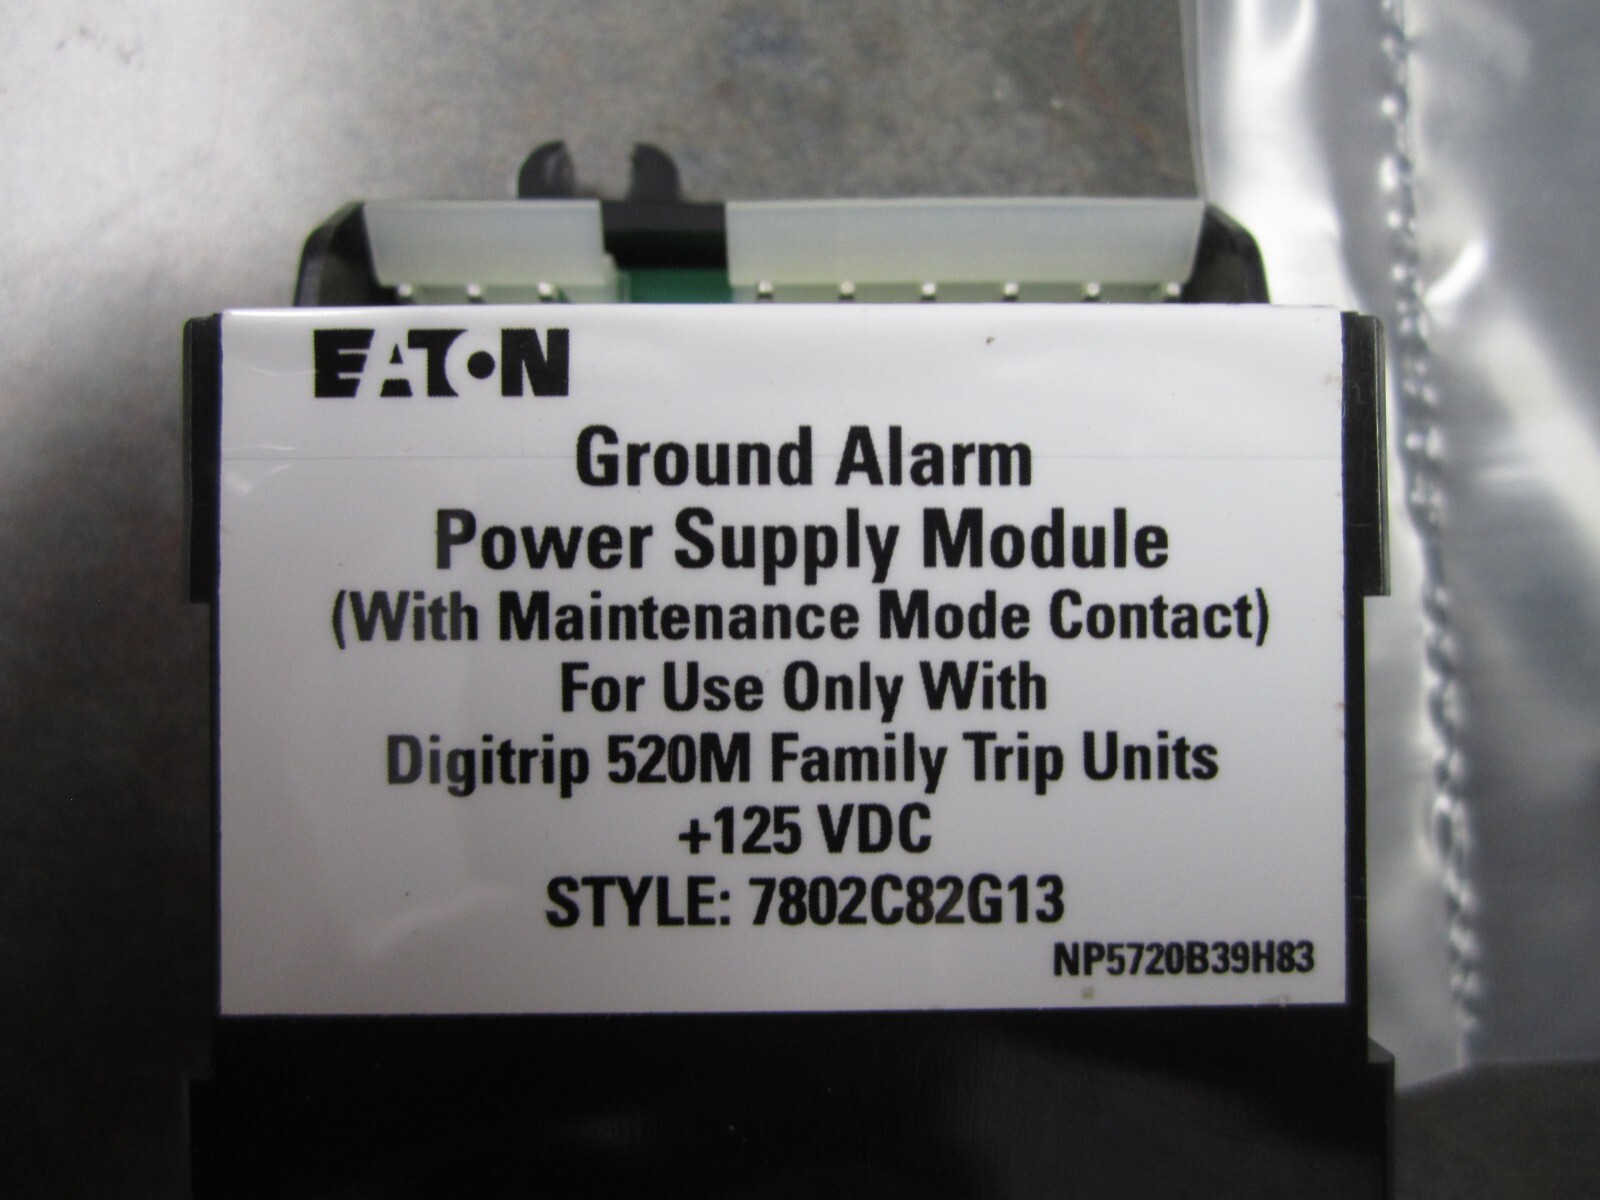 EATON
Ground Alarm
Power Supply Module
(With Maintenance Mode Contact)
For Use Only With
Digitrip 520M Family Trip Units
+125 VDC
STYLE: 7802C82G13
NP5720B39H83